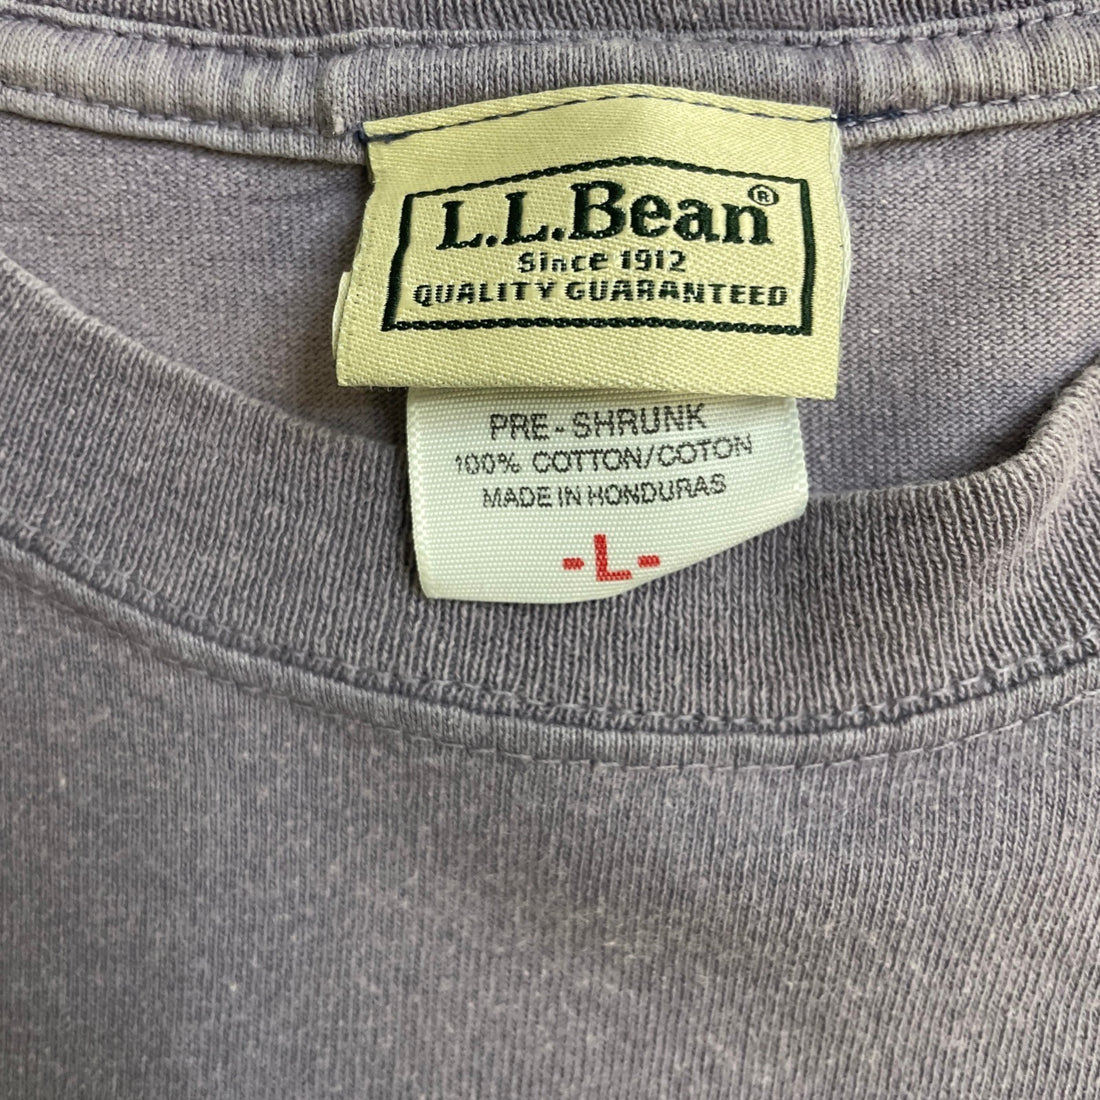 L.L.Bean®
Since 1912
QUALITY GUARANTEED
PRE-SHRUNK
100% COTTON/COTON
MADE IN HONDURAS
-L-